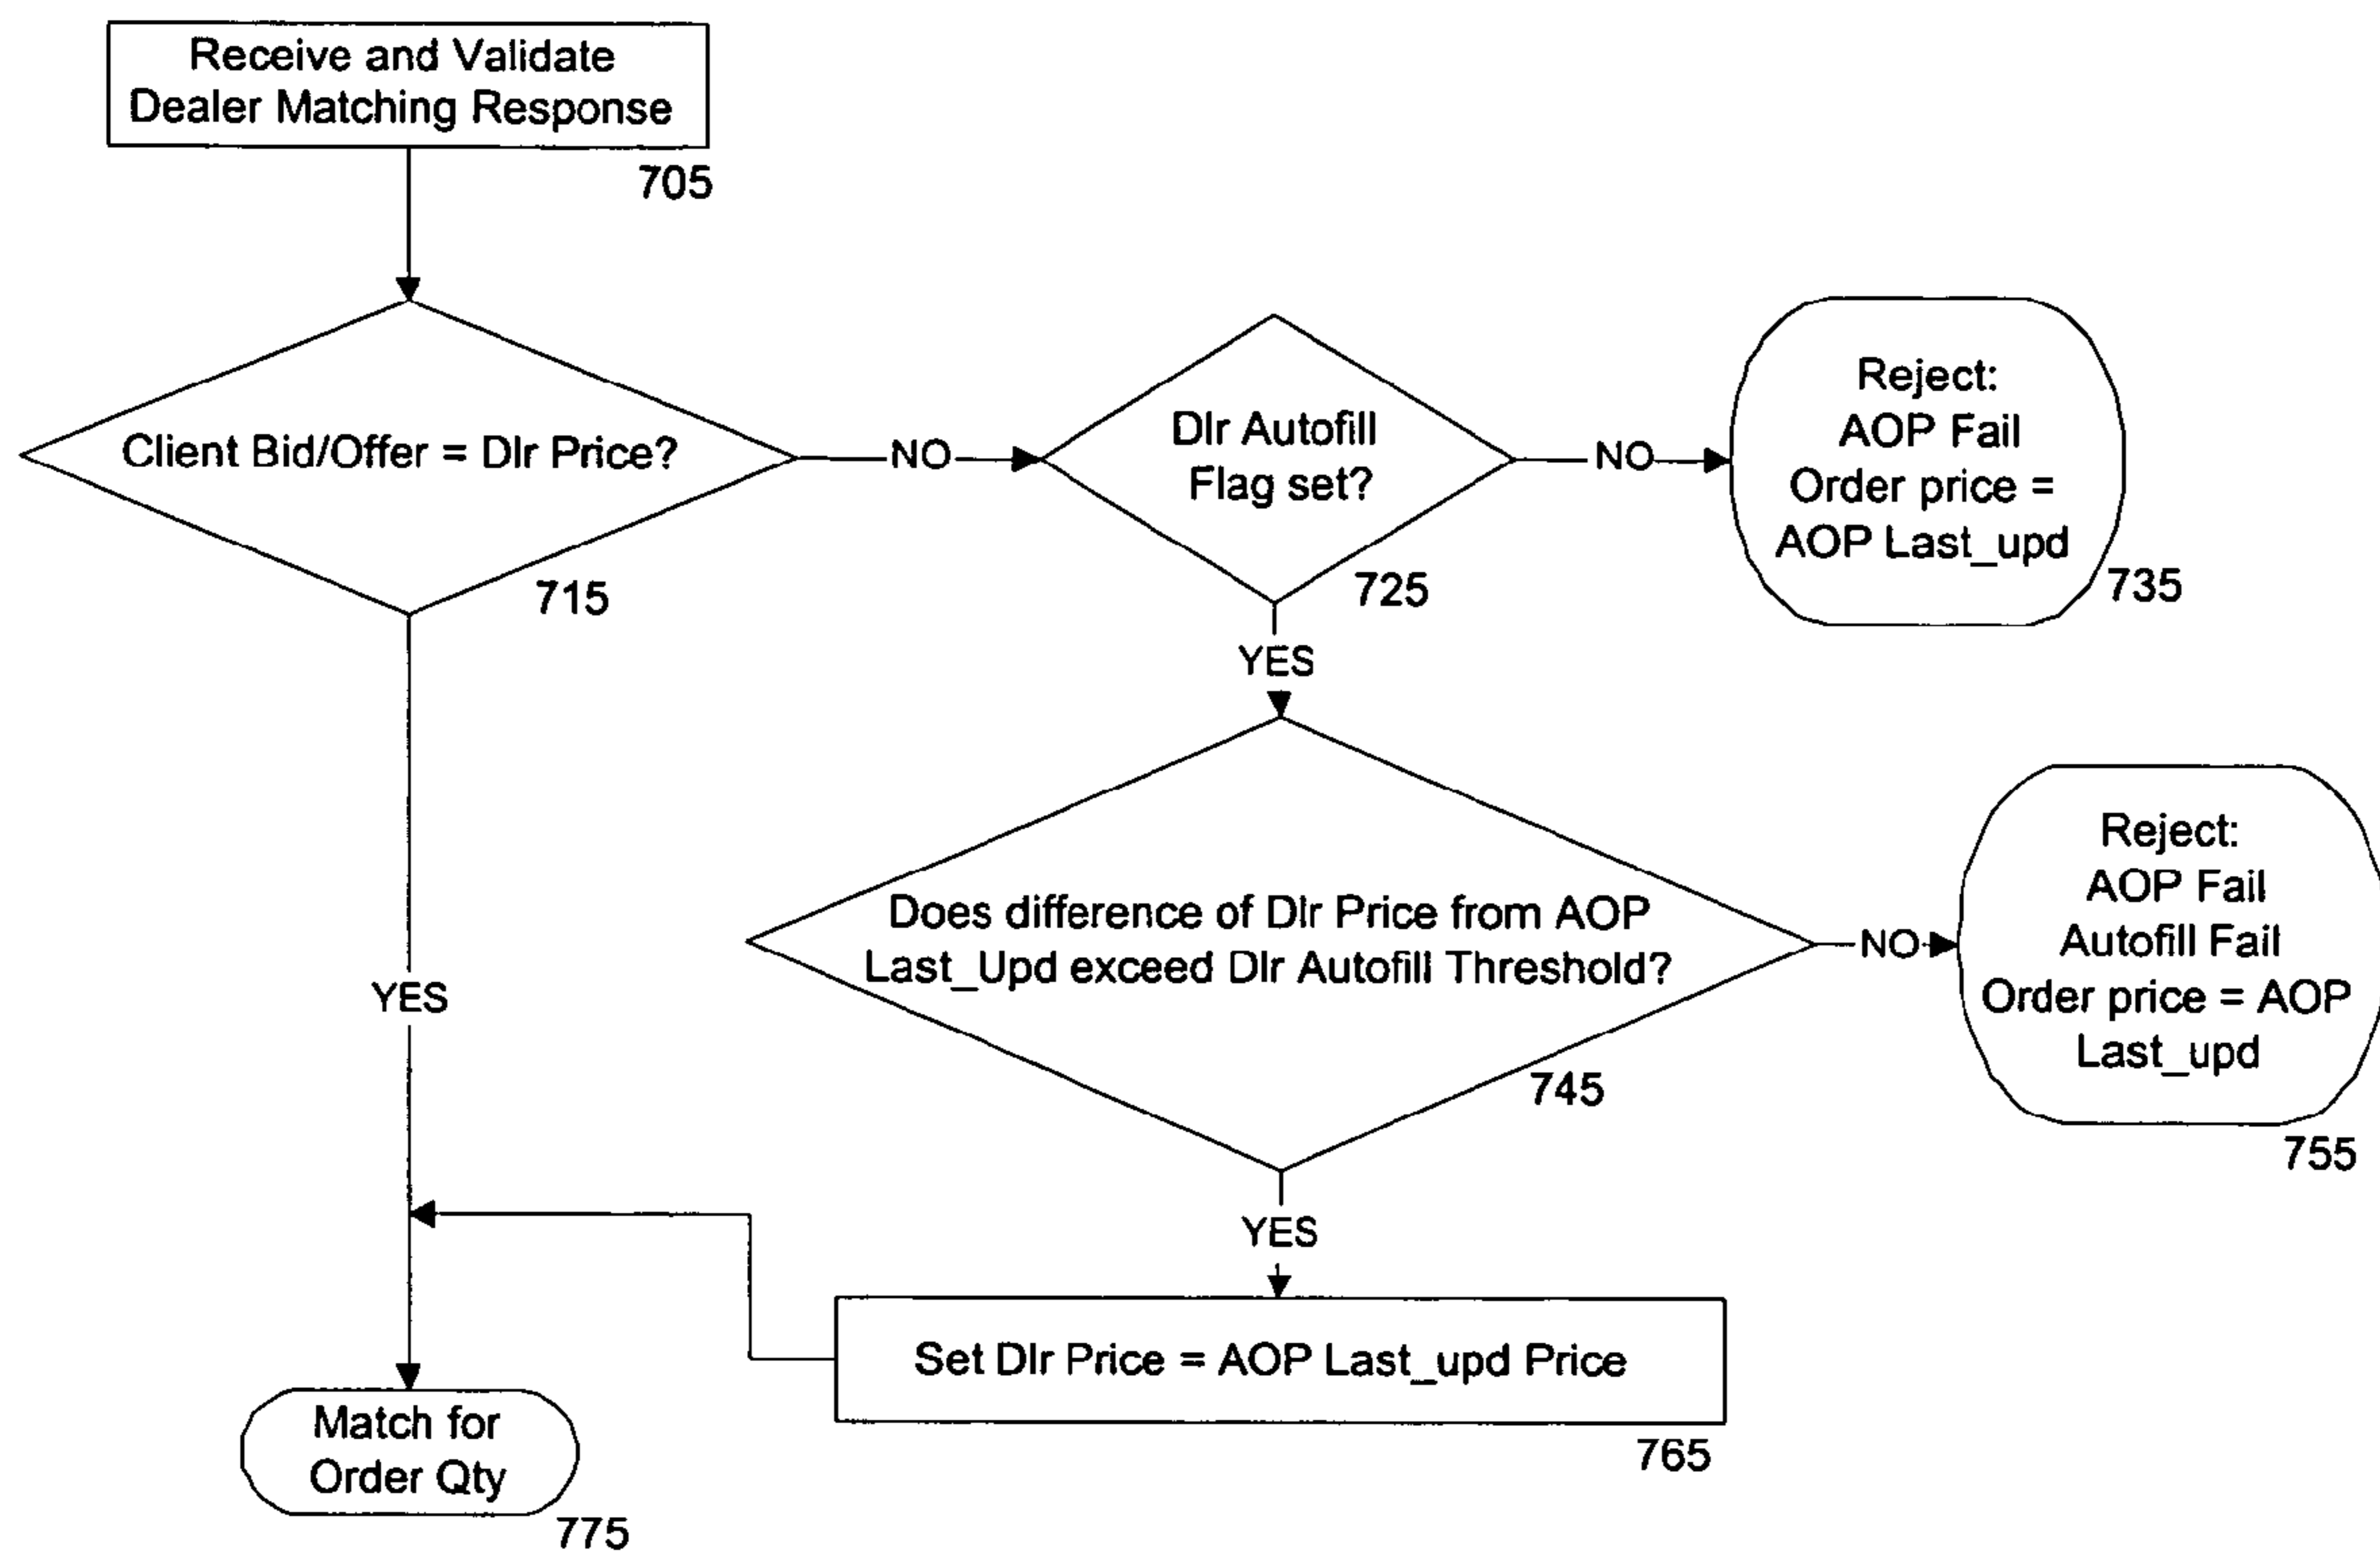 Receive and Validate
Dealer Matching Response
705
Client Bid/Offer = Dlr Price?
715
NO
Dlr Autofill
Flag set?
725
NO
Reject:
AOP Fail
Order price =
AOP Last_upd
735
YES
Does difference of Dlr Price from AOP
Last_Upd exceed Dlr Autofill Threshold?
745
NO
Reject:
AOP Fail
Autofill Fail
Order price = AOP
Last_upd
755
YES
YES
Set Dlr Price = AOP Last_upd Price
765
Match for
Order Qty
775